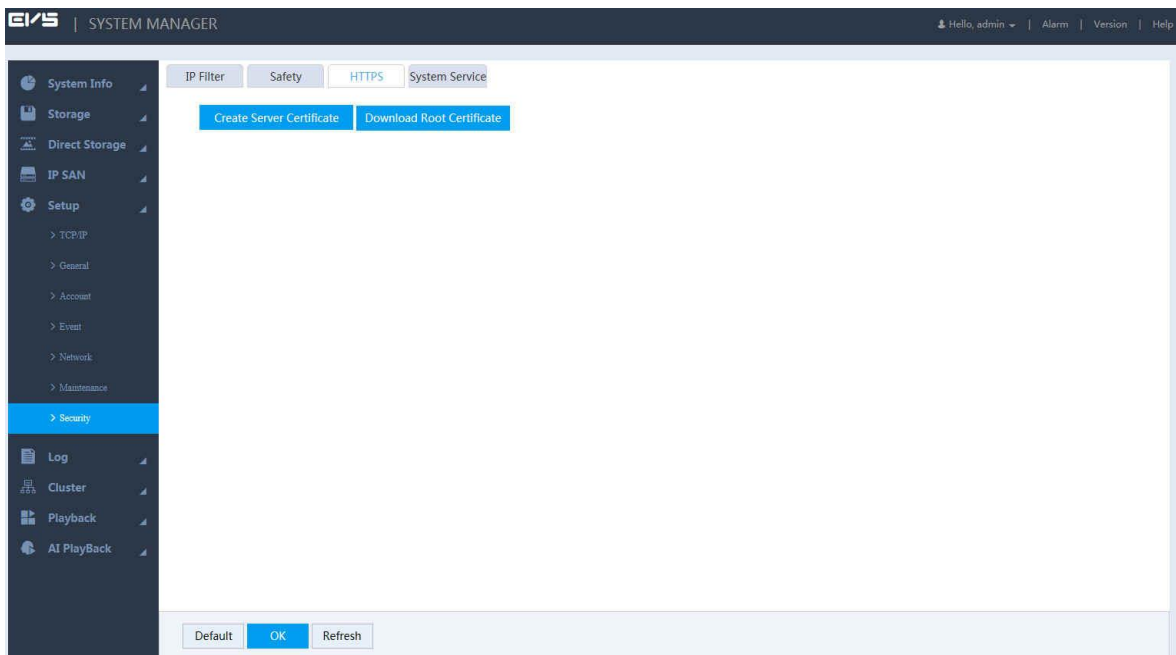 EVS | SYSTEM MANAGER
Hello, admin | Alarm | Version | Help
System Info
Storage
Direct Storage
IP SAN
Setup
> TCP/IP
> General
> Account
> Event
> Network
> Maintenance
> Security
Log
Cluster
Playback
AI PlayBack
IP Filter Safety HTTPS System Service
Create Server Certificate Download Root Certificate
Default OK Refresh